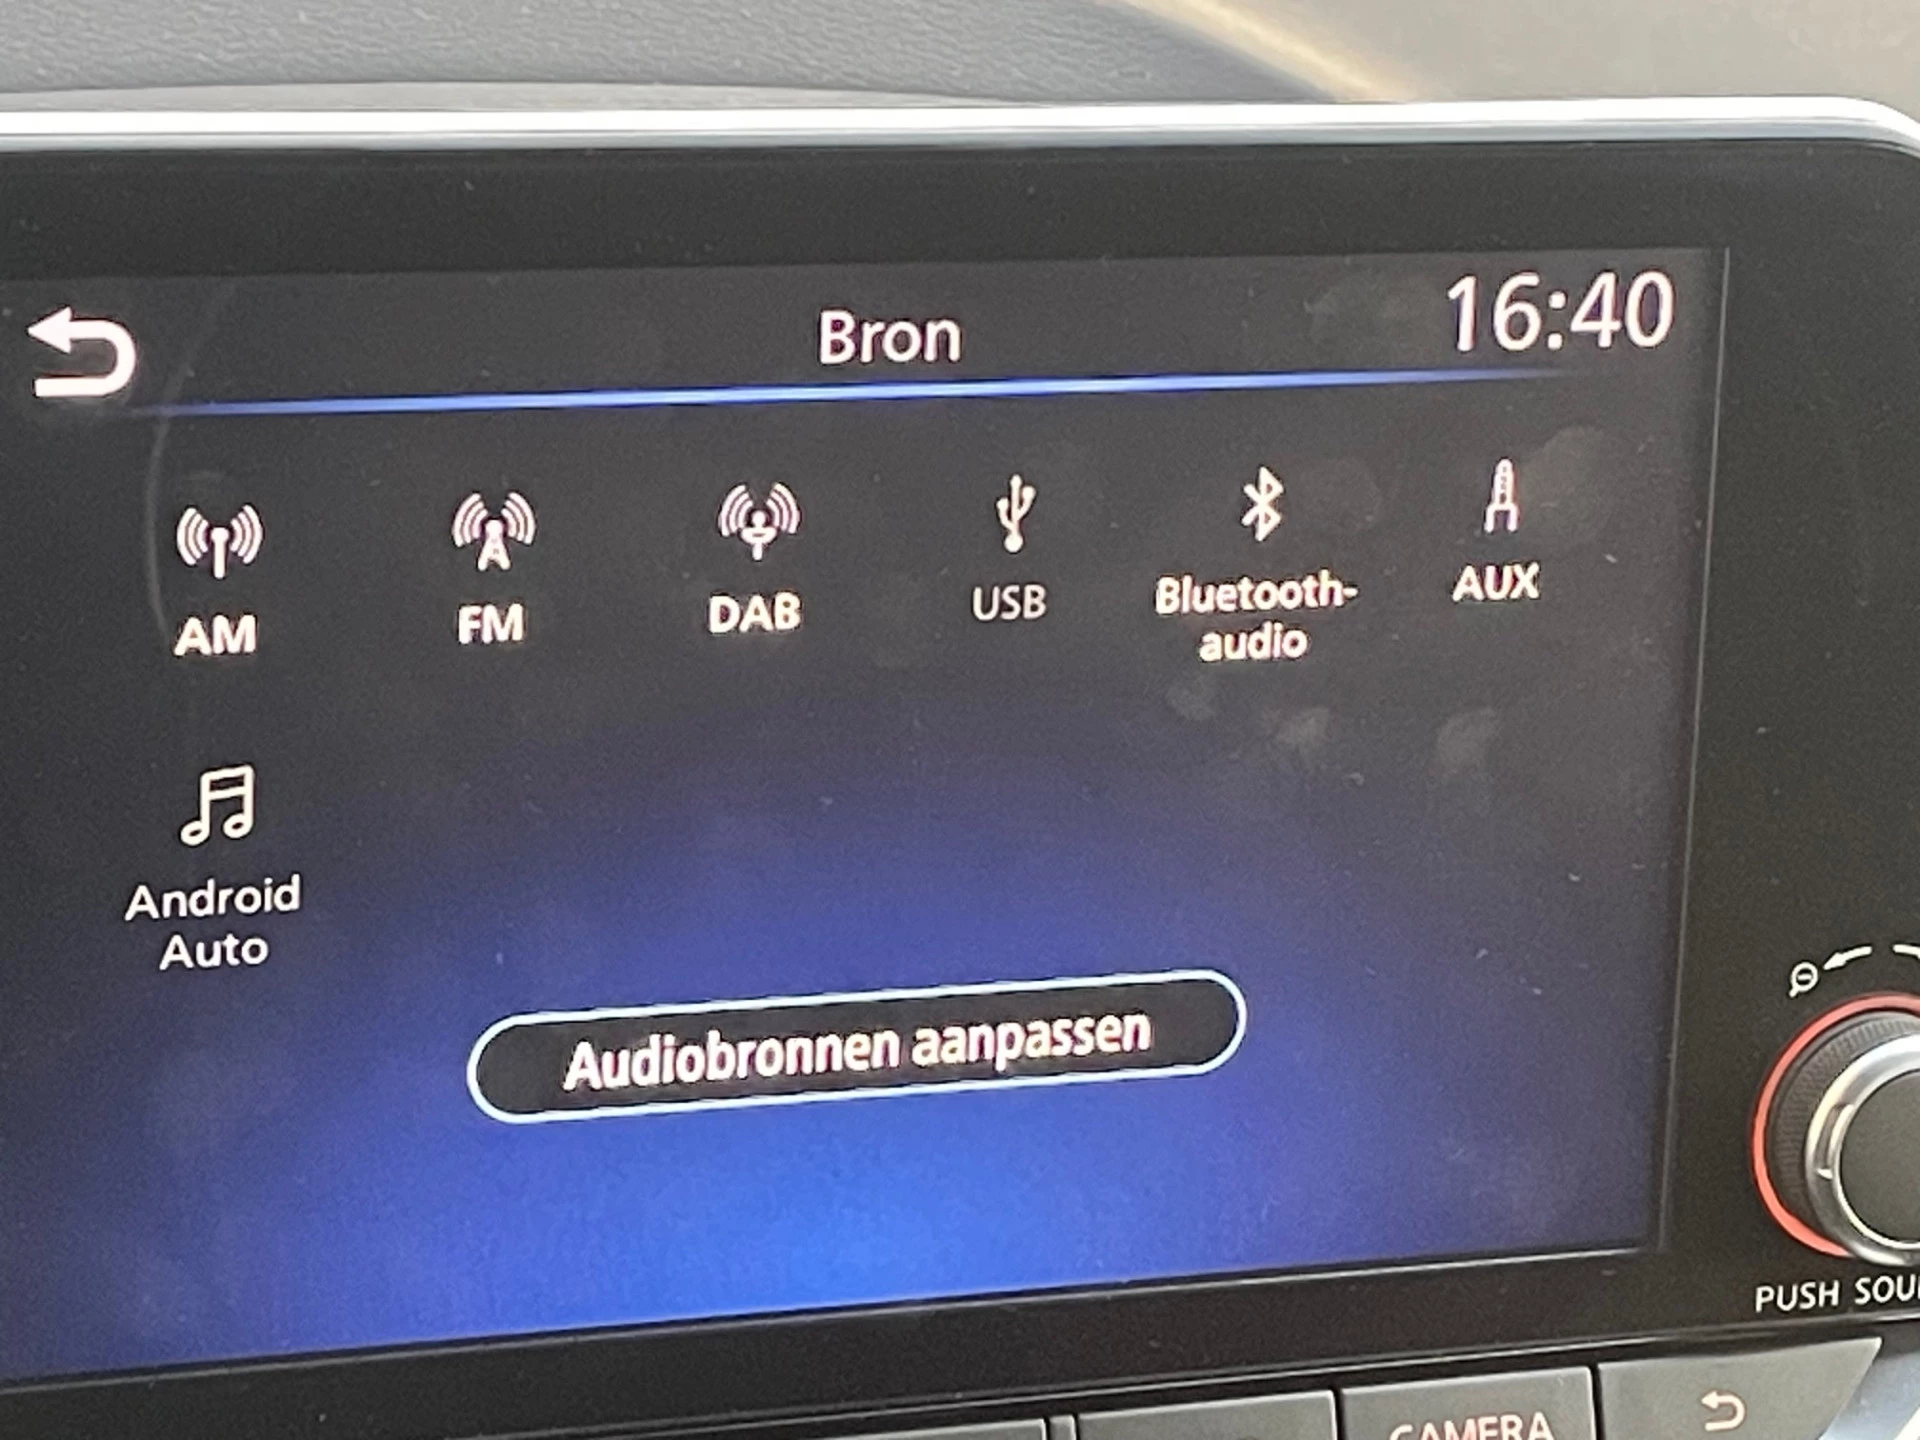 Bron
16:40
AM
FM
DAB
USB
Bluetooth-
audio
AUX
Android
Auto
Audiobronnen aanpassen
PUSH
CAMERA